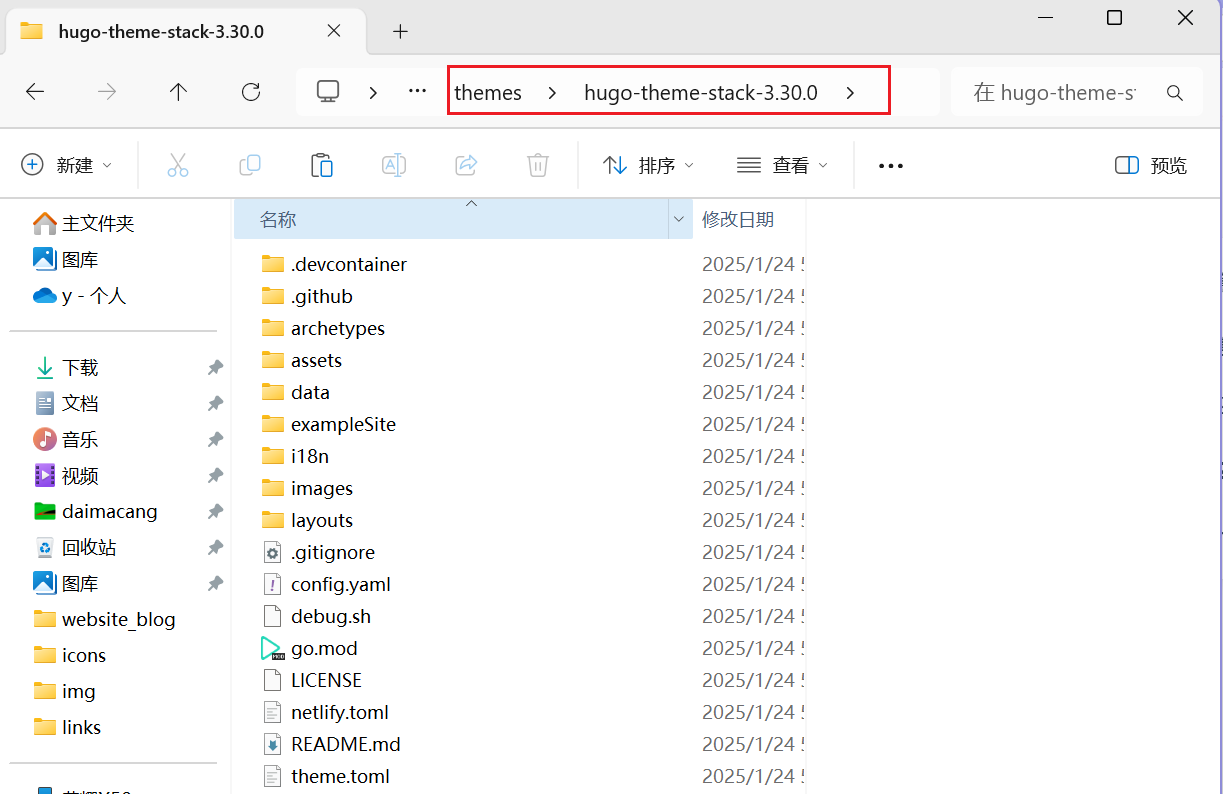 hugo-theme-stack-3.30.0
themes > hugo-theme-stack-3.30.0 >
在 hugo-theme-s
新建
排序
查看
预览
主文件夹
图库
y - 个人
下载
文档
音乐
视频
daimacang
回收站
图库
website_blog
icons
img
links
名称 修改日期
.devcontainer 2025/1/24
.github 2025/1/24
archetypes 2025/1/24
assets 2025/1/24
data 2025/1/24
exampleSite 2025/1/24
i18n 2025/1/24
images 2025/1/24
layouts 2025/1/24
.gitignore 2025/1/24
config.yaml 2025/1/24
debug.sh 2025/1/24
go.mod 2025/1/24
LICENSE 2025/1/24
netlify.toml 2025/1/24
README.md 2025/1/24
theme.toml 2025/1/24